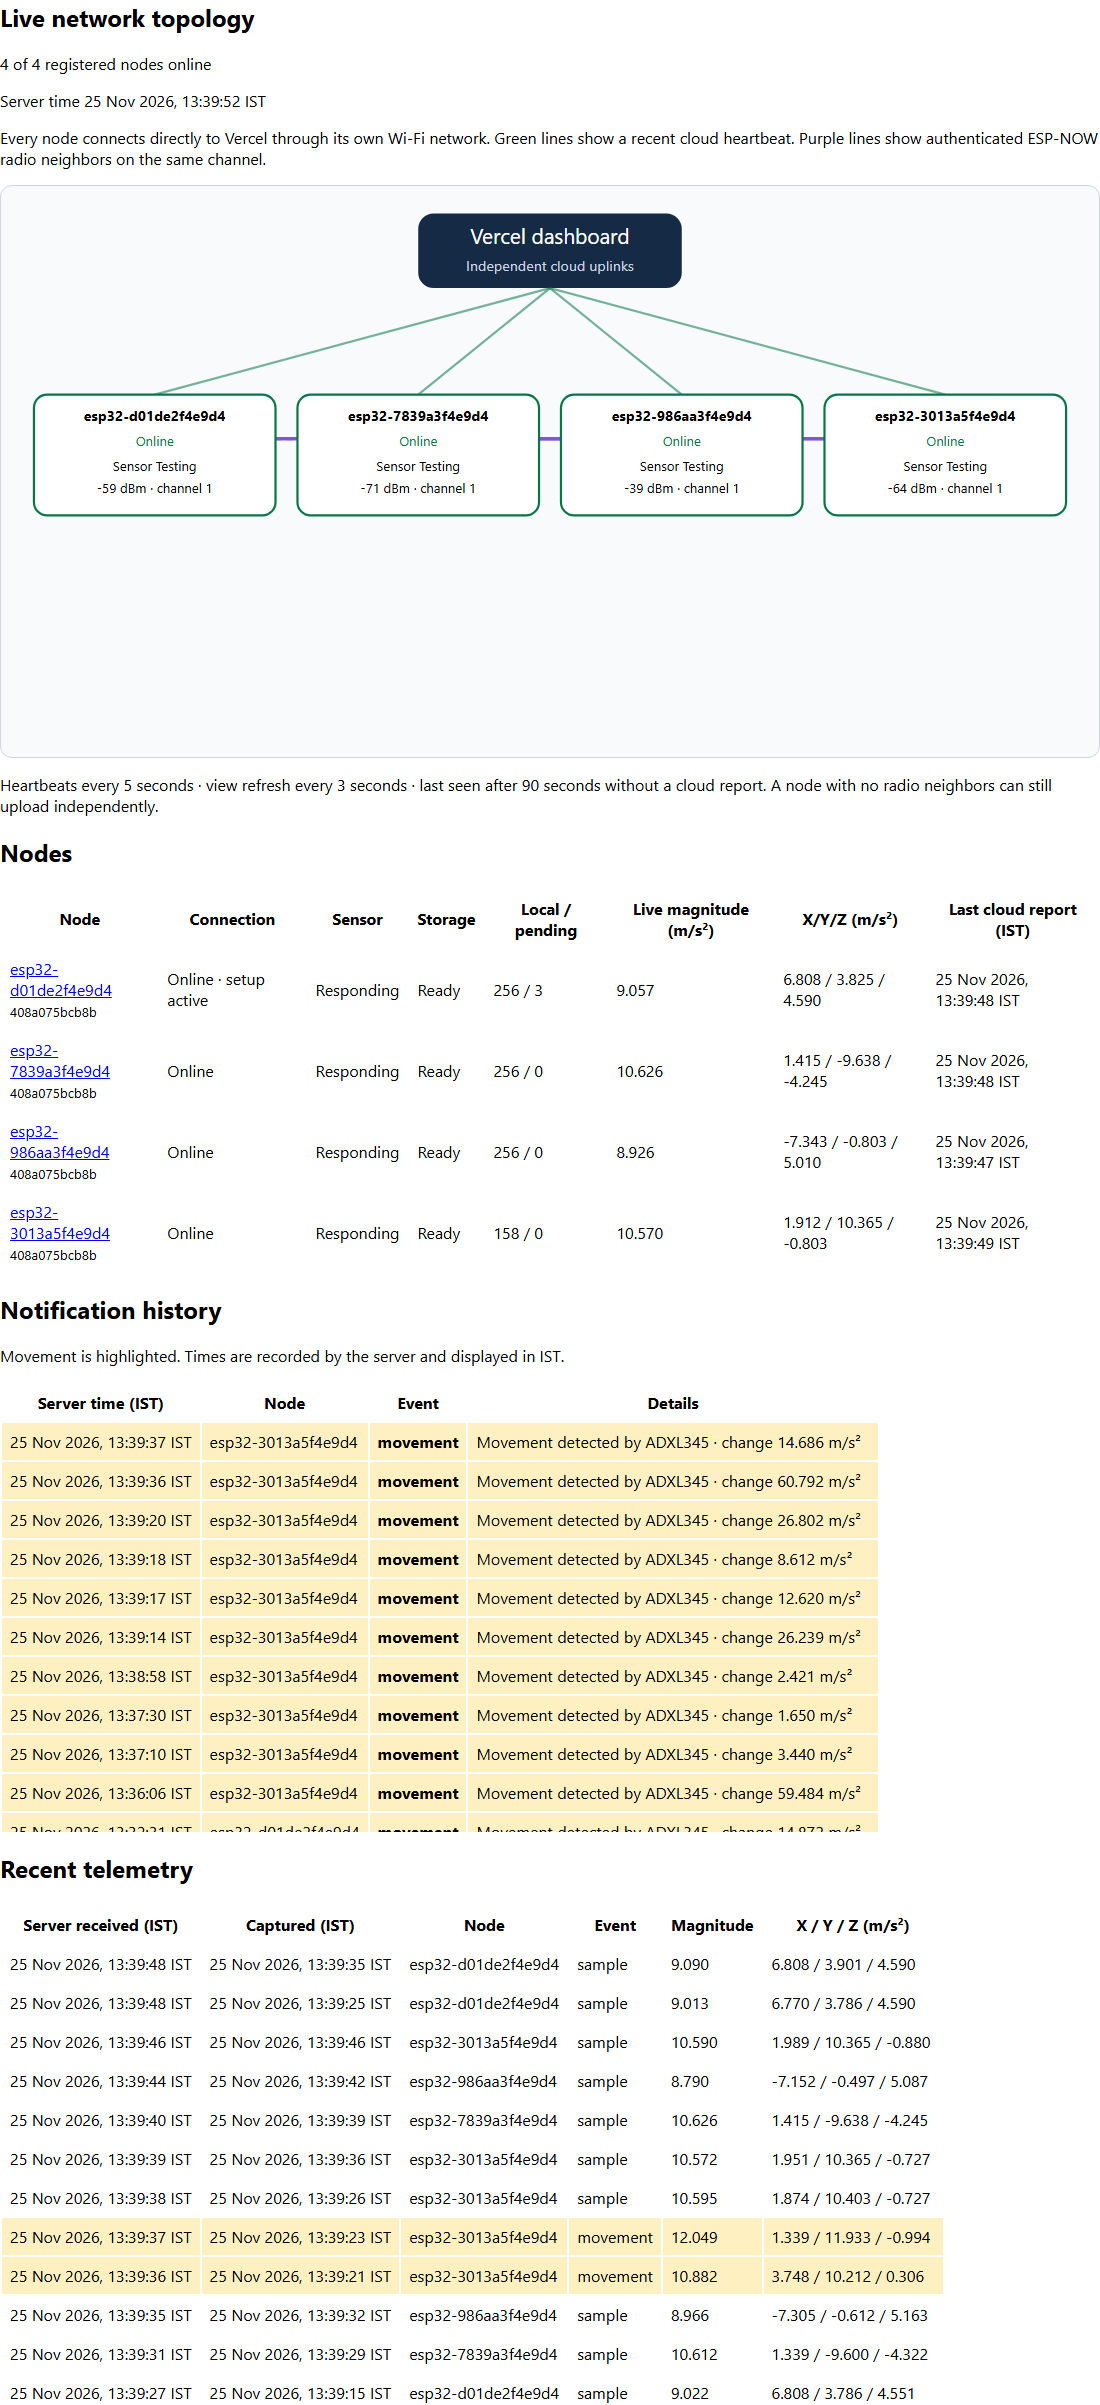 Live network topology
4 of 4 registered nodes online
Server time 25 Nov 2026, 13:39:52 IST
Every node connects directly to Vercel through its own Wi-Fi network. Green lines show a recent cloud heartbeat. Purple lines show authenticated ESP-NOW
radio neighbors on the same channel.
Vercel dashboard
Independent cloud uplinks
esp32-d01de2f4e9d4
Online
Sensor Testing
-59 dBm · channel 1
esp32-7839a3f4e9d4
Online
Sensor Testing
-71 dBm · channel 1
esp32-986aa3f4e9d4
Online
Sensor Testing
-39 dBm · channel 1
esp32-3013a5f4e9d4
Online
Sensor Testing
-64 dBm · channel 1
Heartbeats every 5 seconds · view refresh every 3 seconds · last seen after 90 seconds without a cloud report. A node with no radio neighbors can still
upload independently.
Nodes
Node Connection Sensor Storage Local / pending Live magnitude (m/s²) X/Y/Z (m/s²) Last cloud report (IST)
esp32-d01de2f4e9d4 408a075bcb8b Online · setup active Responding Ready 256 / 3 9.057 6.808 / 3.825 / 4.590 25 Nov 2026, 13:39:48 IST
esp32-7839a3f4e9d4 408a075bcb8b Online Responding Ready 256 / 0 10.626 1.415 / -9.638 / -4.245 25 Nov 2026, 13:39:48 IST
esp32-986aa3f4e9d4 408a075bcb8b Online Responding Ready 256 / 0 8.926 -7.343 / -0.803 / 5.010 25 Nov 2026, 13:39:47 IST
esp32-3013a5f4e9d4 408a075bcb8b Online Responding Ready 158 / 0 10.570 1.912 / 10.365 / -0.803 25 Nov 2026, 13:39:49 IST
Notification history
Movement is highlighted. Times are recorded by the server and displayed in IST.
Server time (IST) Node Event Details
25 Nov 2026, 13:39:37 IST esp32-3013a5f4e9d4 movement Movement detected by ADXL345 · change 14.686 m/s²
25 Nov 2026, 13:39:36 IST esp32-3013a5f4e9d4 movement Movement detected by ADXL345 · change 60.792 m/s²
25 Nov 2026, 13:39:20 IST esp32-3013a5f4e9d4 movement Movement detected by ADXL345 · change 26.802 m/s²
25 Nov 2026, 13:39:18 IST esp32-3013a5f4e9d4 movement Movement detected by ADXL345 · change 8.612 m/s²
25 Nov 2026, 13:39:17 IST esp32-3013a5f4e9d4 movement Movement detected by ADXL345 · change 12.620 m/s²
25 Nov 2026, 13:39:14 IST esp32-3013a5f4e9d4 movement Movement detected by ADXL345 · change 26.239 m/s²
25 Nov 2026, 13:38:58 IST esp32-3013a5f4e9d4 movement Movement detected by ADXL345 · change 2.421 m/s²
25 Nov 2026, 13:37:30 IST esp32-3013a5f4e9d4 movement Movement detected by ADXL345 · change 1.650 m/s²
25 Nov 2026, 13:37:10 IST esp32-3013a5f4e9d4 movement Movement detected by ADXL345 · change 3.440 m/s²
25 Nov 2026, 13:36:06 IST esp32-3013a5f4e9d4 movement Movement detected by ADXL345 · change 59.484 m/s²
25 Nov 2026, IST esp32-d01de2f4e9d4 movement Movement detected by ADXL345 · change m/s²
Recent telemetry
Server received (IST) Captured (IST) Node Event Magnitude X / Y / Z (m/s²)
25 Nov 2026, 13:39:48 IST 25 Nov 2026, 13:39:35 IST esp32-d01de2f4e9d4 sample 9.090 6.808 / 3.901 / 4.590
25 Nov 2026, 13:39:48 IST 25 Nov 2026, 13:39:25 IST esp32-d01de2f4e9d4 sample 9.013 6.770 / 3.786 / 4.590
25 Nov 2026, 13:39:46 IST 25 Nov 2026, 13:39:46 IST esp32-3013a5f4e9d4 sample 10.590 1.989 / 10.365 / -0.880
25 Nov 2026, 13:39:44 IST 25 Nov 2026, 13:39:42 IST esp32-986aa3f4e9d4 sample 8.790 -7.152 / -0.497 / 5.087
25 Nov 2026, 13:39:40 IST 25 Nov 2026, 13:39:39 IST esp32-7839a3f4e9d4 sample 10.626 1.415 / -9.638 / -4.245
25 Nov 2026, 13:39:39 IST 25 Nov 2026, 13:39:36 IST esp32-3013a5f4e9d4 sample 10.572 1.951 / 10.365 / -0.727
25 Nov 2026, 13:39:38 IST 25 Nov 2026, 13:39:26 IST esp32-3013a5f4e9d4 sample 10.595 1.874 / 10.403 / -0.727
25 Nov 2026, 13:39:37 IST 25 Nov 2026, 13:39:23 IST esp32-3013a5f4e9d4 movement 12.049 1.339 / 11.933 / -0.994
25 Nov 2026, 13:39:36 IST 25 Nov 2026, 13:39:21 IST esp32-3013a5f4e9d4 movement 10.882 3.748 / 10.212 / 0.306
25 Nov 2026, 13:39:35 IST 25 Nov 2026, 13:39:32 IST esp32-986aa3f4e9d4 sample 8.966 -7.305 / -0.612 / 5.163
25 Nov 2026, 13:39:31 IST 25 Nov 2026, 13:39:29 IST esp32-7839a3f4e9d4 sample 10.612 1.339 / -9.600 / -4.322
25 Nov 2026, 13:39:27 IST 25 Nov 2026, 13:39:15 IST esp32-d01de2f4e9d4 sample 9.022 6.808 / 3.786 / 4.551